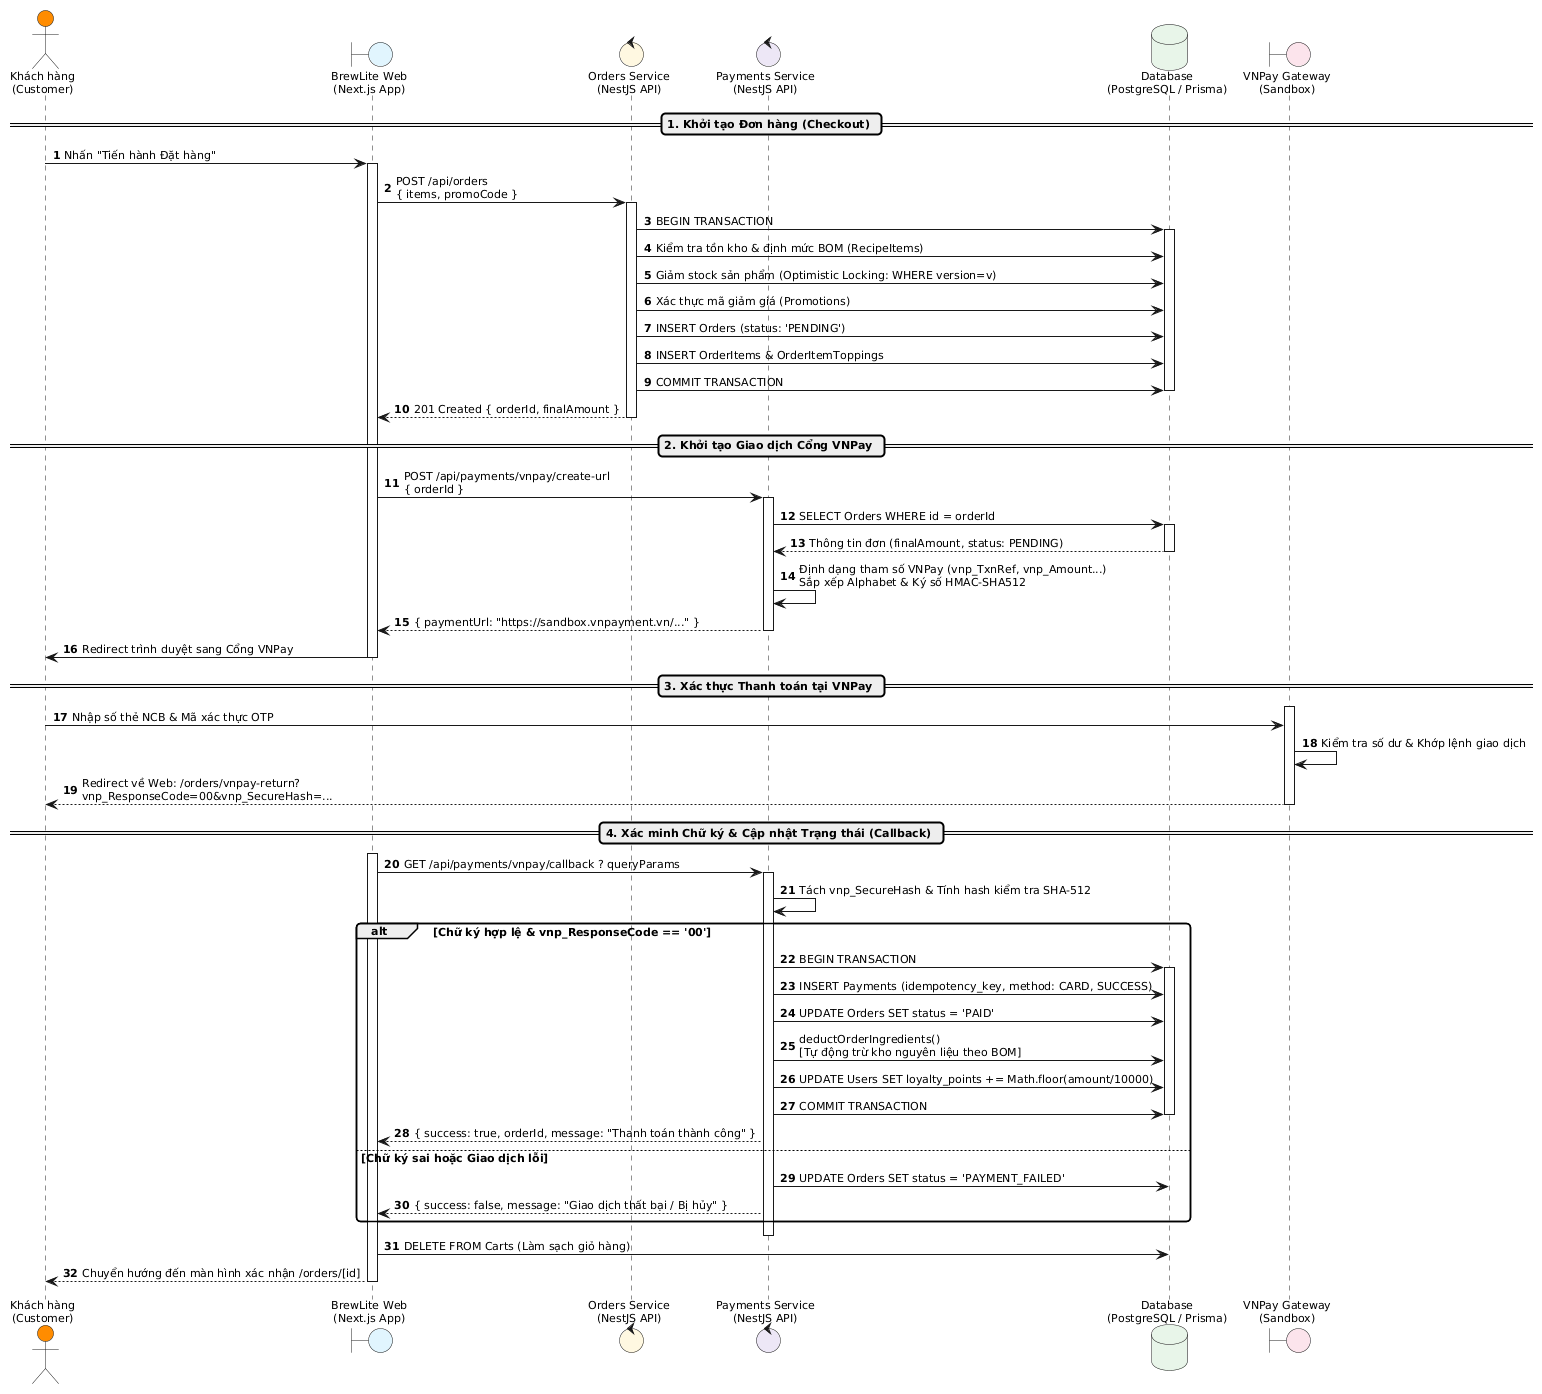 Khách hàng
(Customer)
BrewLite Web
(Next.js App)
Orders Service
(NestJS API)
Payments Service
(NestJS API)
Database
(PostgreSQL / Prisma)
VNPay Gateway
(Sandbox)
1. Khởi tạo Đơn hàng (Checkout)
1 Nhấn "Tiến hành Đặt hàng"
2 POST /api/orders
{ items, promoCode }
3 BEGIN TRANSACTION
4 Kiểm tra tồn kho & định mức BOM (RecipeItems)
5 Giảm stock sản phẩm (Optimistic Locking: WHERE version=v)
6 Xác thực mã giảm giá (Promotions)
7 INSERT Orders (status: 'PENDING')
8 INSERT OrderItems & OrderItemToppings
9 COMMIT TRANSACTION
10 201 Created { orderId, finalAmount }
2. Khởi tạo Giao dịch Cổng VNPay
11 POST /api/payments/vnpay/create-url
{ orderId }
12 SELECT Orders WHERE id = orderId
13 Thông tin đơn (finalAmount, status: PENDING)
14 Định dạng tham số VNPay (vnp_TxnRef, vnp_Amount...)
Sắp xếp Alphabet & Ký số HMAC-SHA512
15 { paymentUrl: "https://sandbox.vnpayment.vn/..." }
16 Redirect trình duyệt sang Cổng VNPay
3. Xác thực Thanh toán tại VNPay
17 Nhập số thẻ NCB & Mã xác thực OTP
18 Kiểm tra số dư & Khớp lệnh giao dịch
19 Redirect về Web: /orders/vnpay-return?
vnp_ResponseCode=00&vnp_SecureHash=...
4. Xác minh Chữ ký & Cập nhật Trạng thái (Callback)
20 GET /api/payments/vnpay/callback ? queryParams
21 Tách vnp_SecureHash & Tính hash kiểm tra SHA-512
alt [Chữ ký hợp lệ & vnp_ResponseCode == '00']
22 BEGIN TRANSACTION
23 INSERT Payments (idempotency_key, method: CARD, SUCCESS)
24 UPDATE Orders SET status = 'PAID'
25 deductOrderIngredients()
[Tự động trừ kho nguyên liệu theo BOM]
26 UPDATE Users SET loyalty_points += Math.floor(amount/10000)
27 COMMIT TRANSACTION
28 { success: true, orderId, message: "Thanh toán thành công" }
[Chữ ký sai hoặc Giao dịch lỗi]
29 UPDATE Orders SET status = 'PAYMENT_FAILED'
30 { success: false, message: "Giao dịch thất bại / Bị hủy" }
31 DELETE FROM Carts (Làm sạch giỏ hàng)
32 Chuyển hướng đến màn hình xác nhận /orders/[id]
Khách hàng
(Customer)
BrewLite Web
(Next.js App)
Orders Service
(NestJS API)
Payments Service
(NestJS API)
Database
(PostgreSQL / Prisma)
VNPay Gateway
(Sandbox)